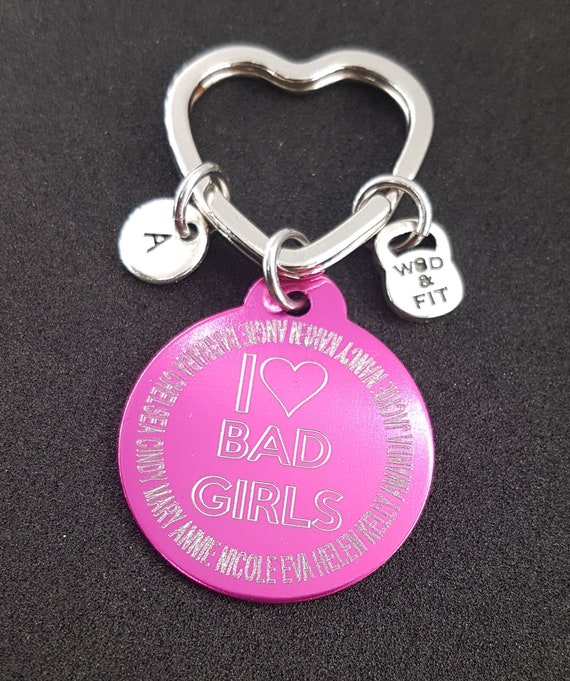 A
WOD
&
FIT
I ♡
BAD
GIRLS
ANGIE BARBARA CHELSEA CINDY MARY ANNIE NICOLE EVA HELEN KELLY AMANDA JACKIE NANCY KAREN